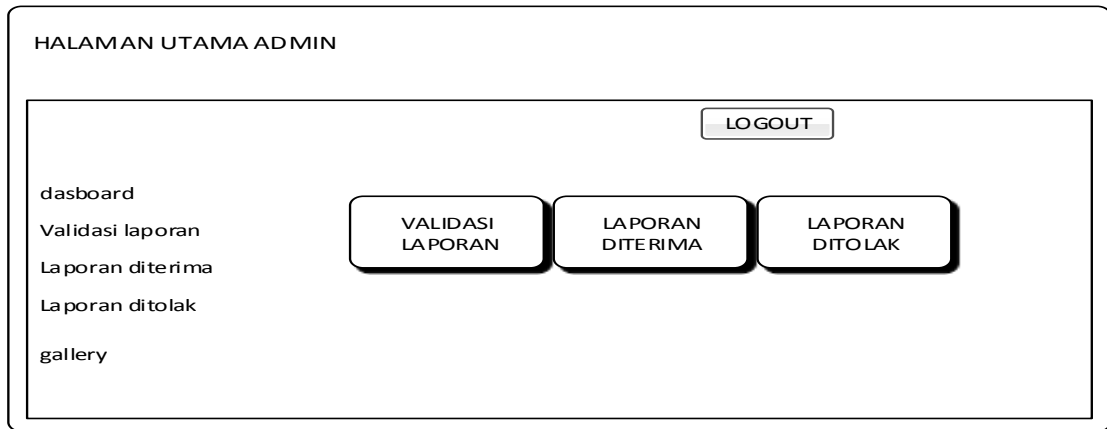 HALAMAN UTAMA ADMIN
LOGOUT
dasboard
Validasi laporan
Laporan diterima
Laporan ditolak
gallery
VALIDASI
LAPORAN
LAPORAN
DITERIMA
LAPORAN
DITOLAK